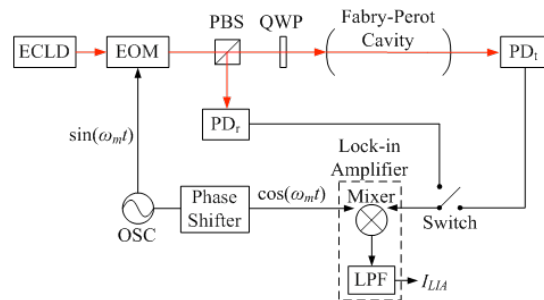 PBS
QWP
Fabry-Perot
Cavity
ECLD
EOM
PDt
PDr
sin(ωmt)
Lock-in
Amplifier
Mixer
cos(ωmt)
Phase
Shifter
OSC
Switch
LPF
ILIA